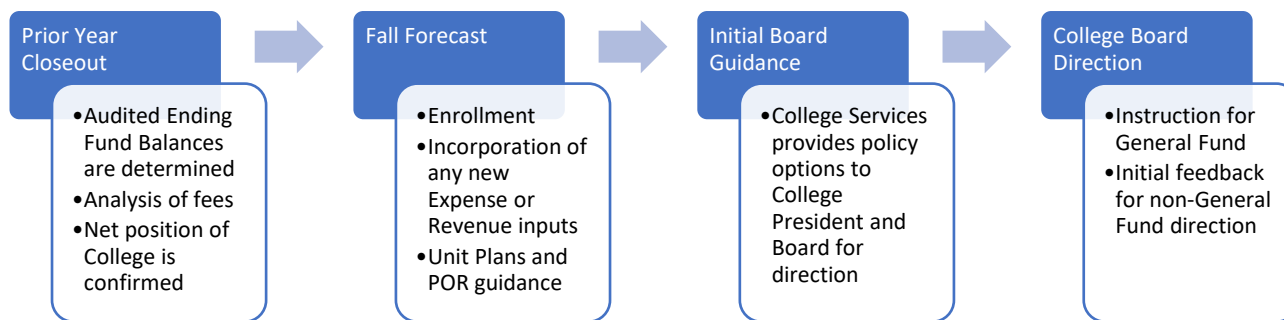 Prior Year
Closeout
•Audited Ending
Fund Balances
are determined
•Analysis of fees
•Net position of
College is
confirmed
Fall Forecast
•Enrollment
•Incorporation of
any new
Expense or
Revenue inputs
•Unit Plans and
POR guidance
Initial Board
Guidance
•College Services
provides policy
options to
College
President and
Board for
direction
College Board
Direction
•Instruction for
General Fund
•Initial feedback
for non-General
Fund direction